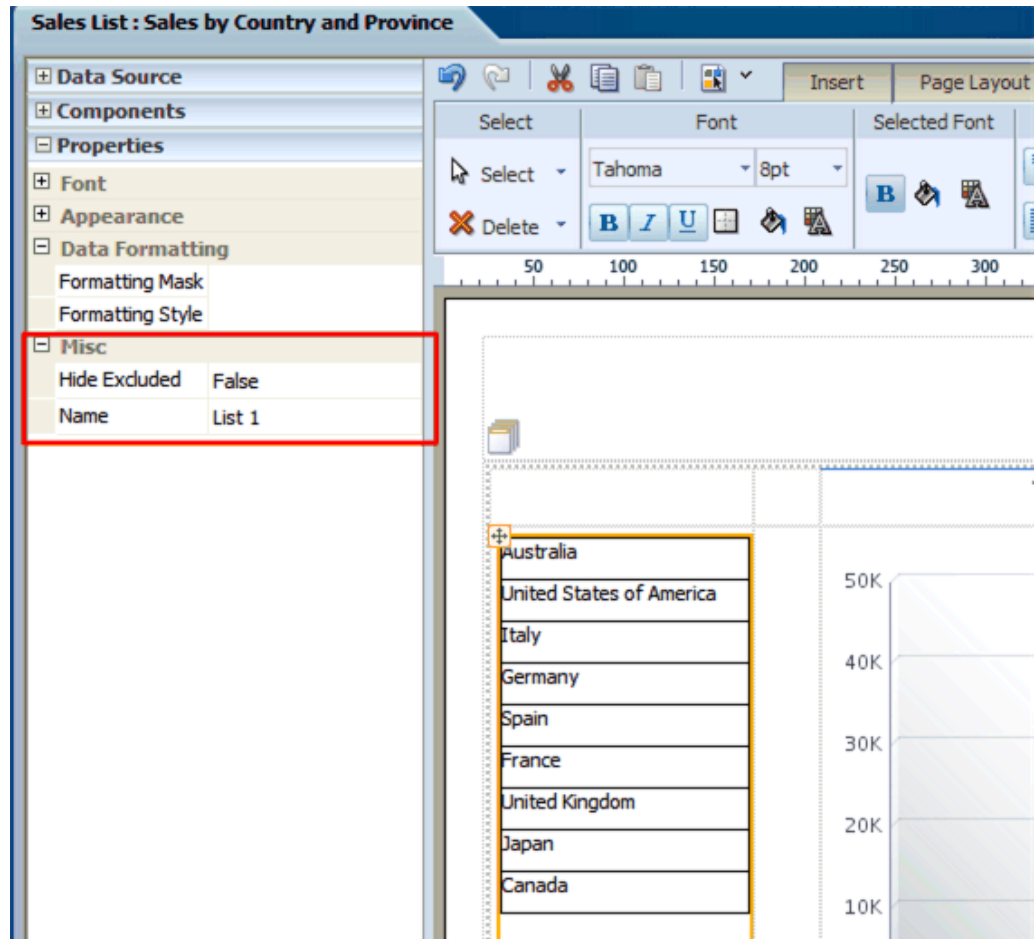 Sales List : Sales by Country and Province
Data Source
Components
Properties
Font
Appearance
Data Formatting
Formatting Mask
Formatting Style
Misc
Hide Excluded False
Name List 1
Insert Page Layout
Select Font Selected Font
Select Tahoma 8pt
B
Delete B I U
50 100 150 200 250 300
Australia
United States of America
Italy
Germany
Spain
France
United Kingdom
Japan
Canada
50K
40K
30K
20K
10K